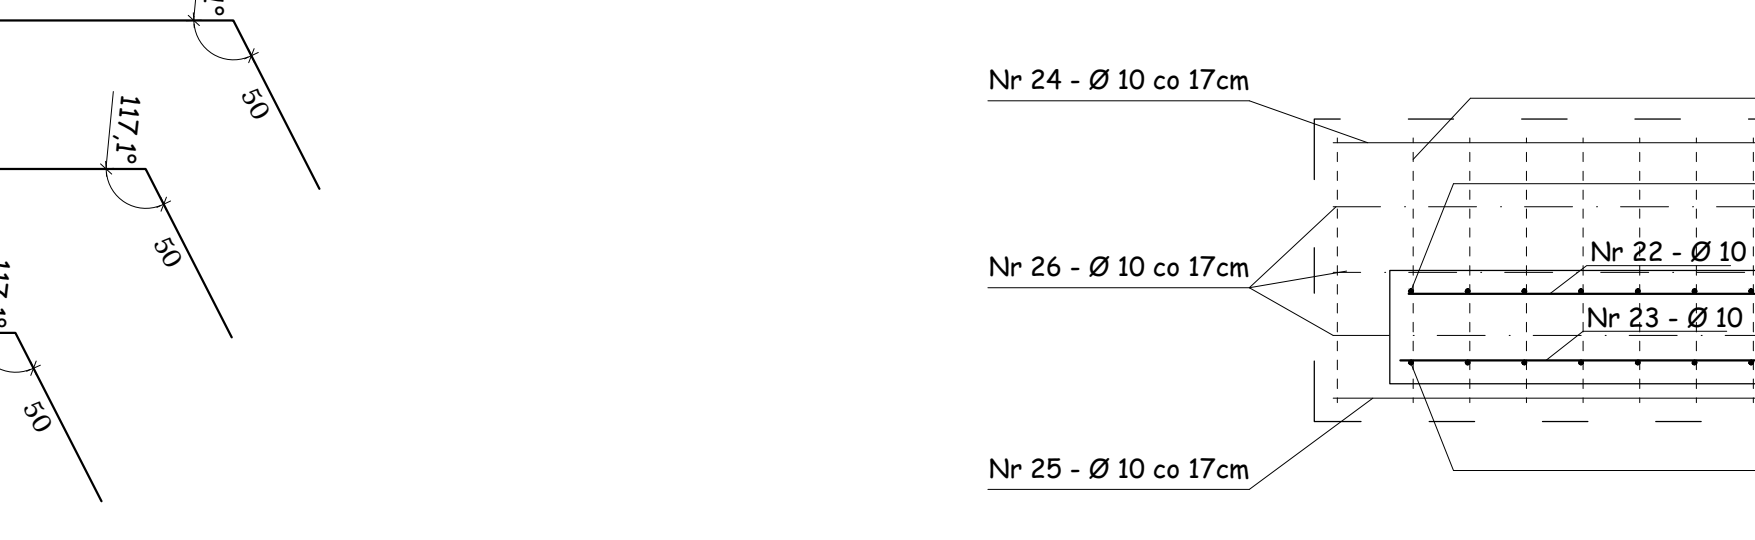 50
117,1°
50
50
Nr 24 - Ø 10 co 17cm
Nr 26 - Ø 10 co 17cm
Nr 25 - Ø 10 co 17cm
Nr 22 - Ø 10
Nr 23 - Ø 10